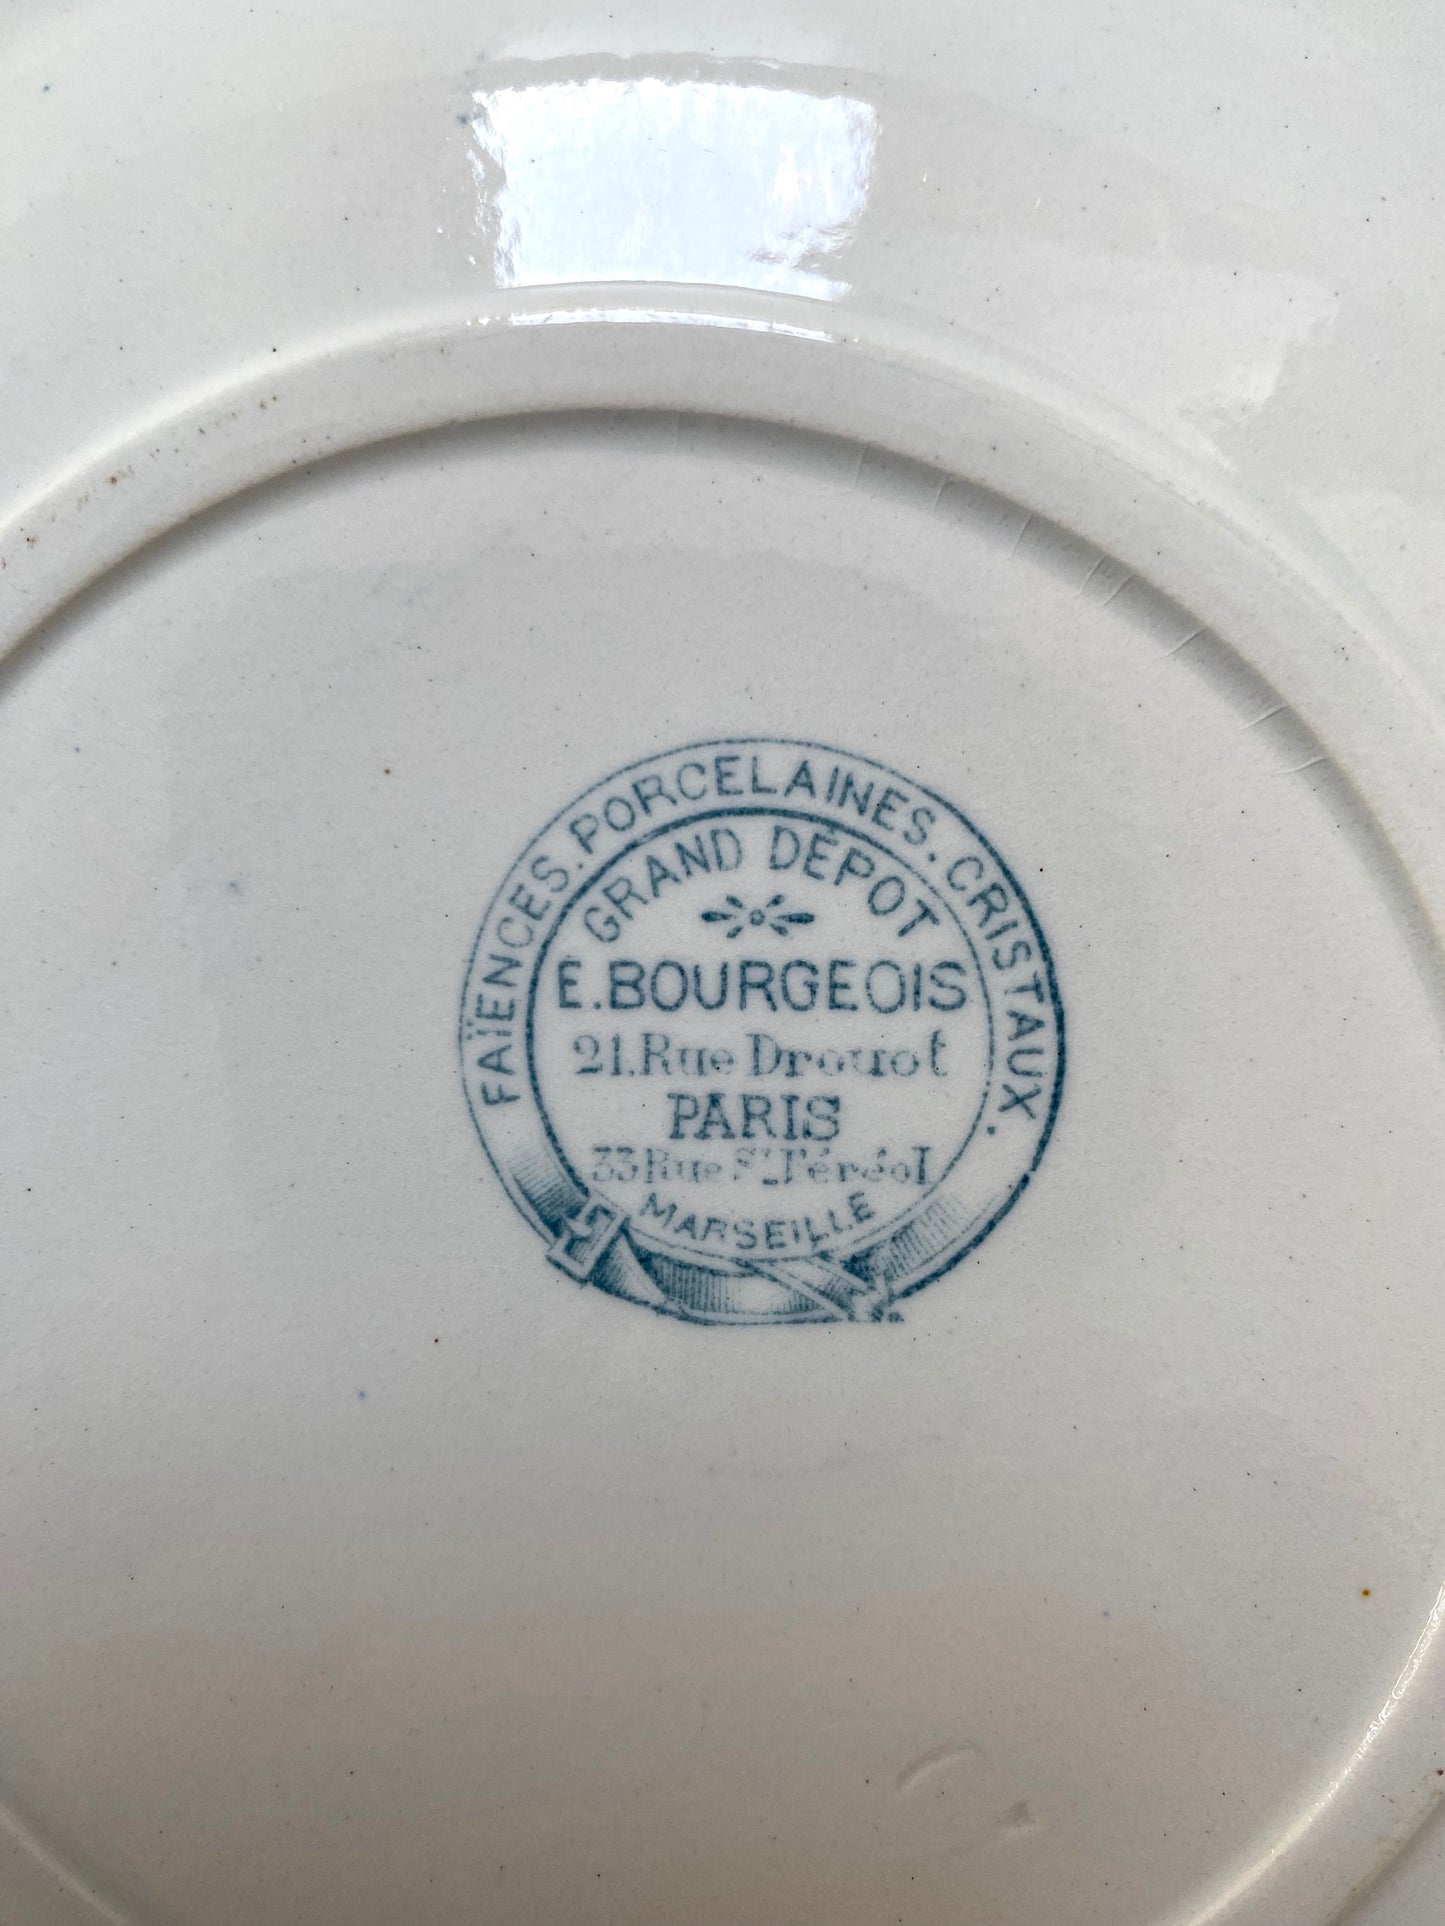 FAÏENCES. PORCELAINES. CRISTAUX.
GRAND DÉPOT
E. BOURGEOIS
21. Rue Drouot
PARIS
33 Rue St. Féréol
MARSEILLE